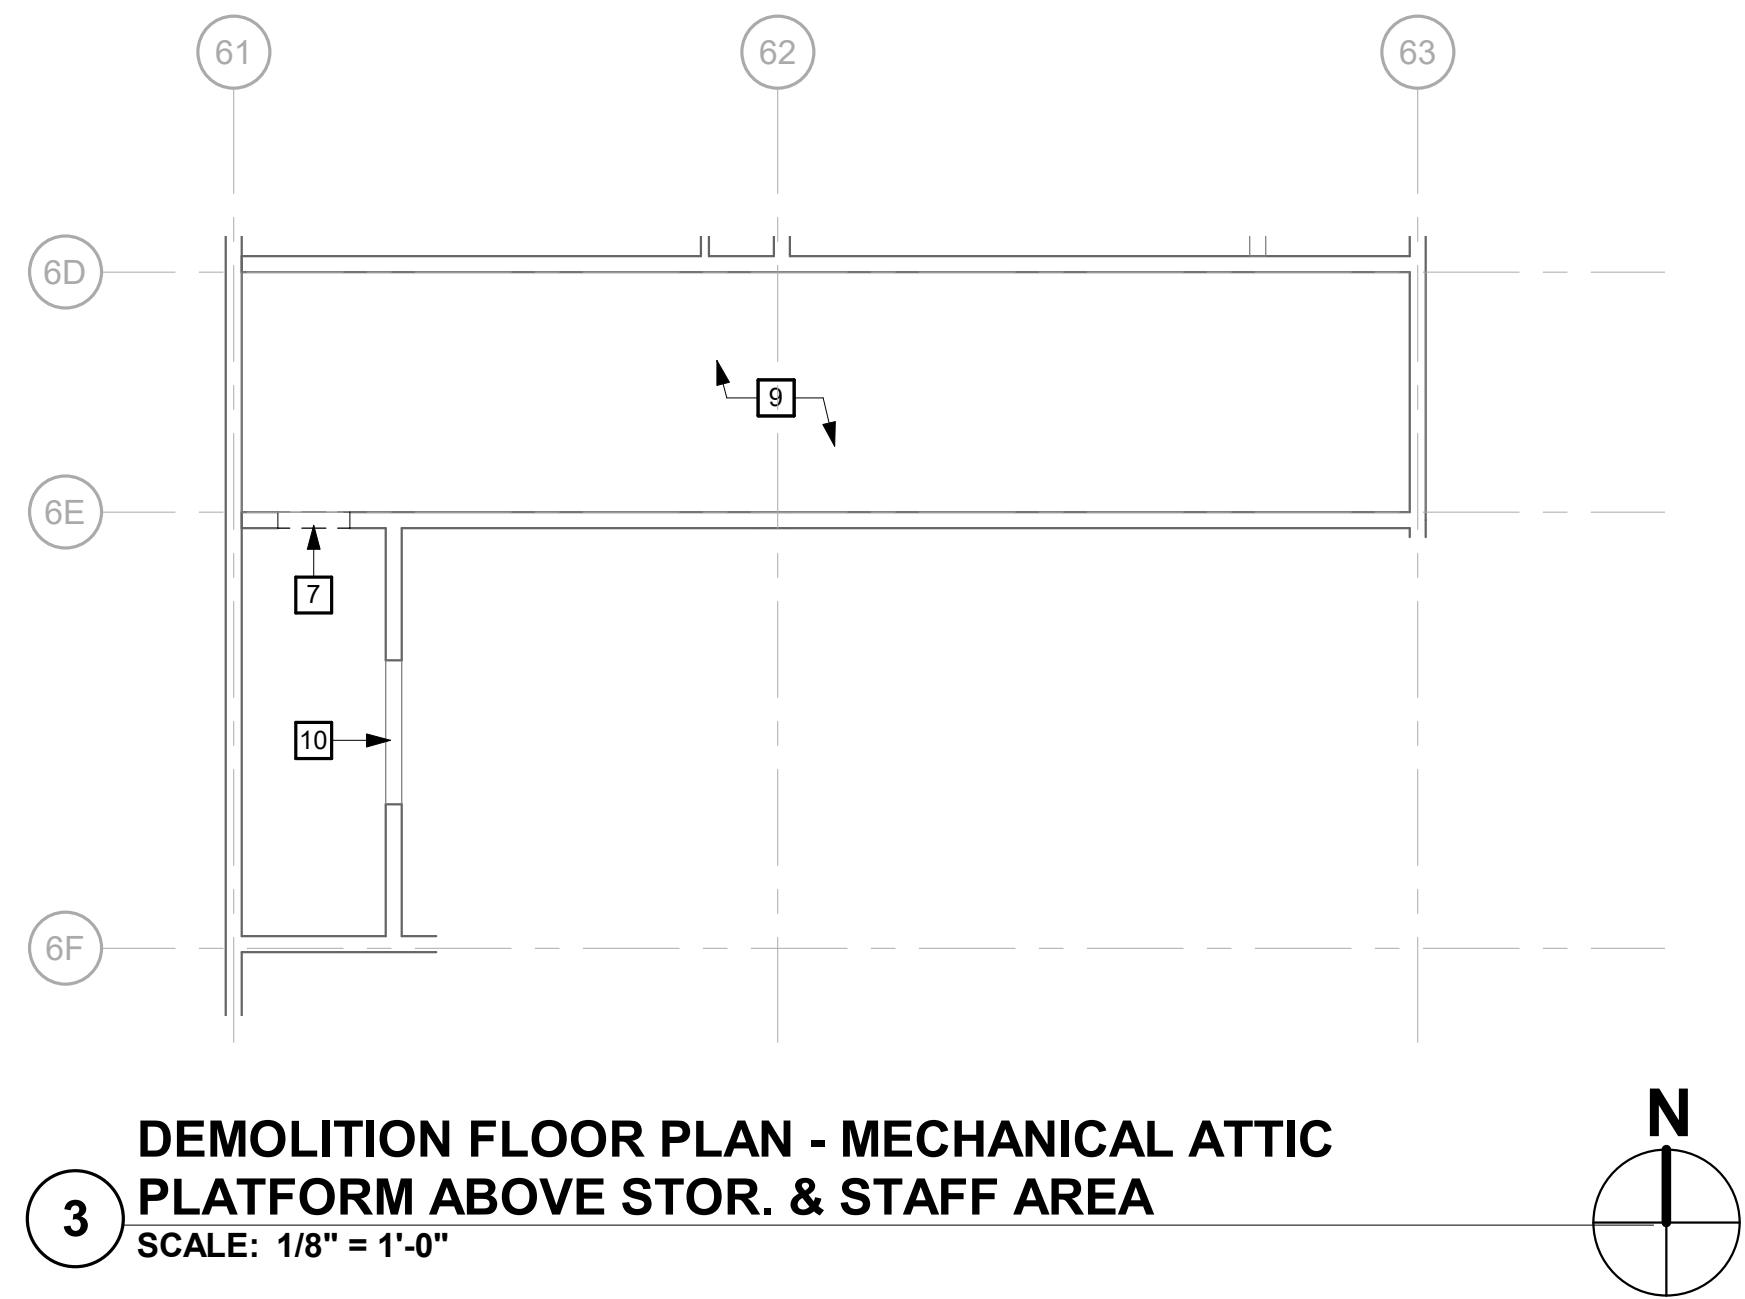 61
62
63
6D
9
6E
7
10
6F
N
DEMOLITION FLOOR PLAN - MECHANICAL ATTIC
PLATFORM ABOVE STOR. & STAFF AREA
3
SCALE: 1/8" = 1'-0"